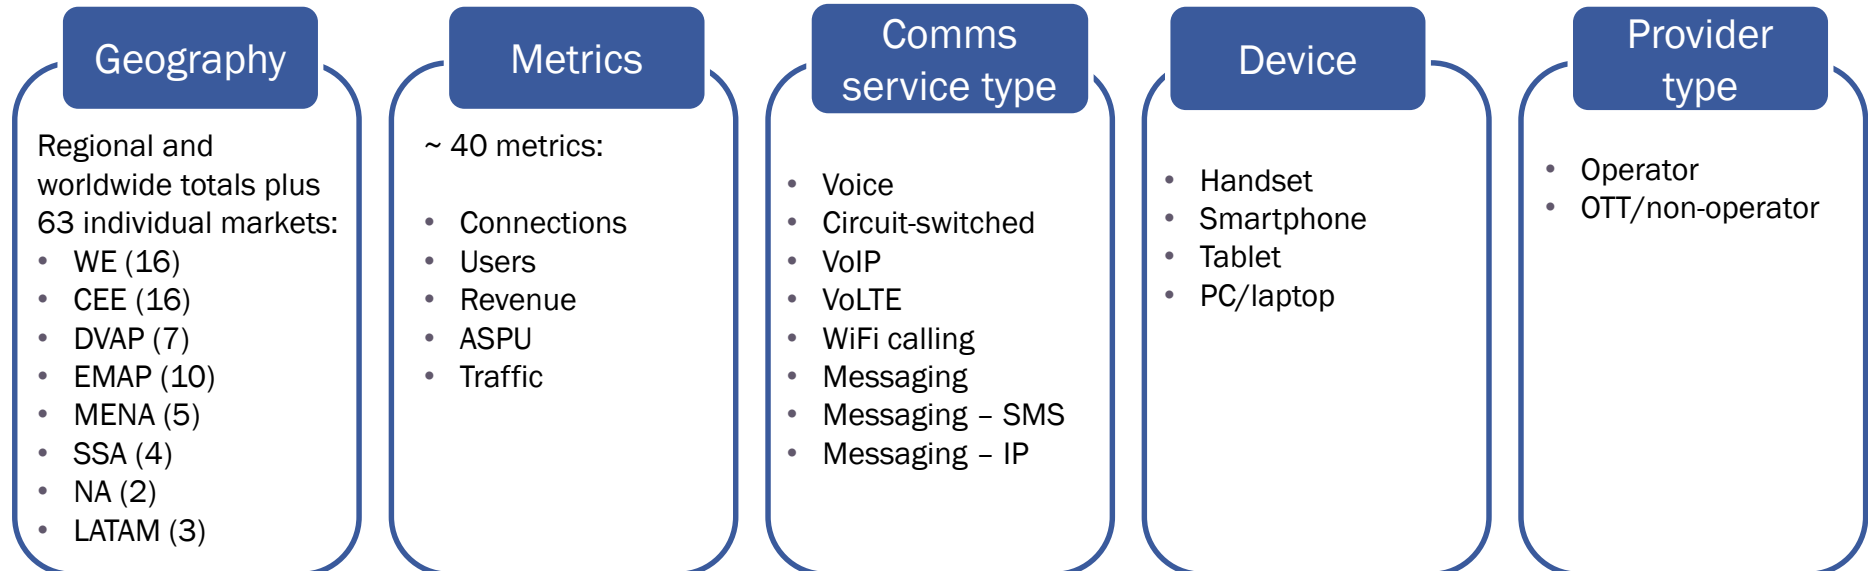 Geography
Regional and
worldwide totals plus
63 individual markets:
• WE (16)
• CEE (16)
• DVAP (7)
• EMAP (10)
• MENA (5)
• SSA (4)
• NA (2)
• LATAM (3)
Metrics
~ 40 metrics:
• Connections
• Users
• Revenue
• ASPU
• Traffic
Comms
service type
• Voice
• Circuit-switched
• VoIP
• VoLTE
• WiFi calling
• Messaging
• Messaging – SMS
• Messaging – IP
Device
• Handset
• Smartphone
• Tablet
• PC/laptop
Provider
type
• Operator
• OTT/non-operator